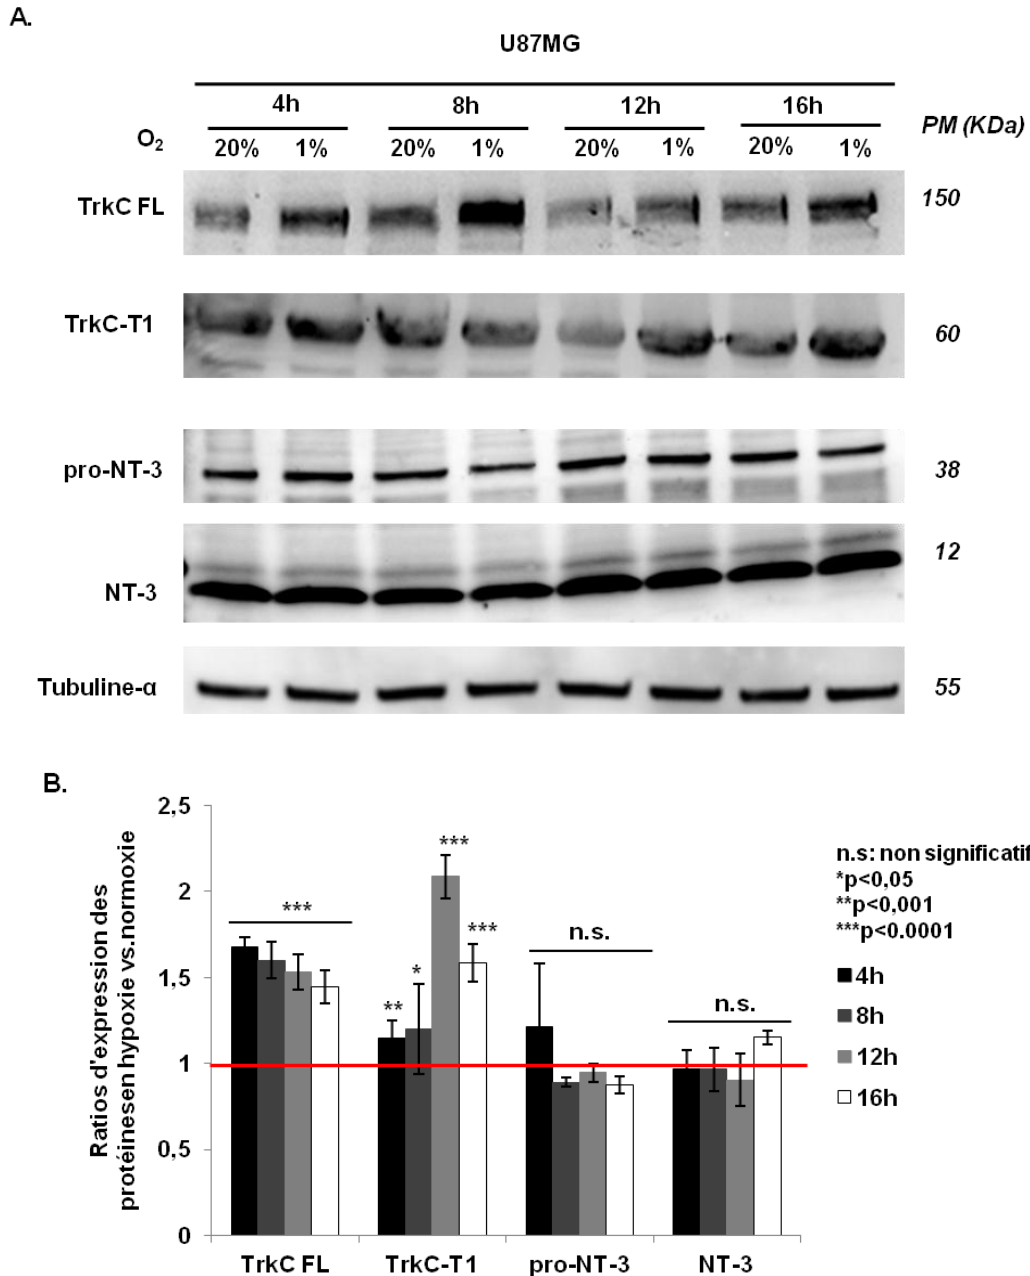 A.
U87MG
4h 8h 12h 16h
O₂ 20% 1% 20% 1% 20% 1% 20% 1% PM (KDa)
TrkC FL 150
TrkC-T1 60
pro-NT-3 38
NT-3 12
Tubuline-α 55
B.
Ratios d'expression des
protéinesen hypoxie vs.normoxie
2,5
2
1,5
1
0,5
0
***
** * *** ***
n.s.
n.s.
TrkC FL TrkC-T1 pro-NT-3 NT-3
n.s: non significatif
*p<0,05
**p<0,001
***p<0.0001
4h
8h
12h
16h